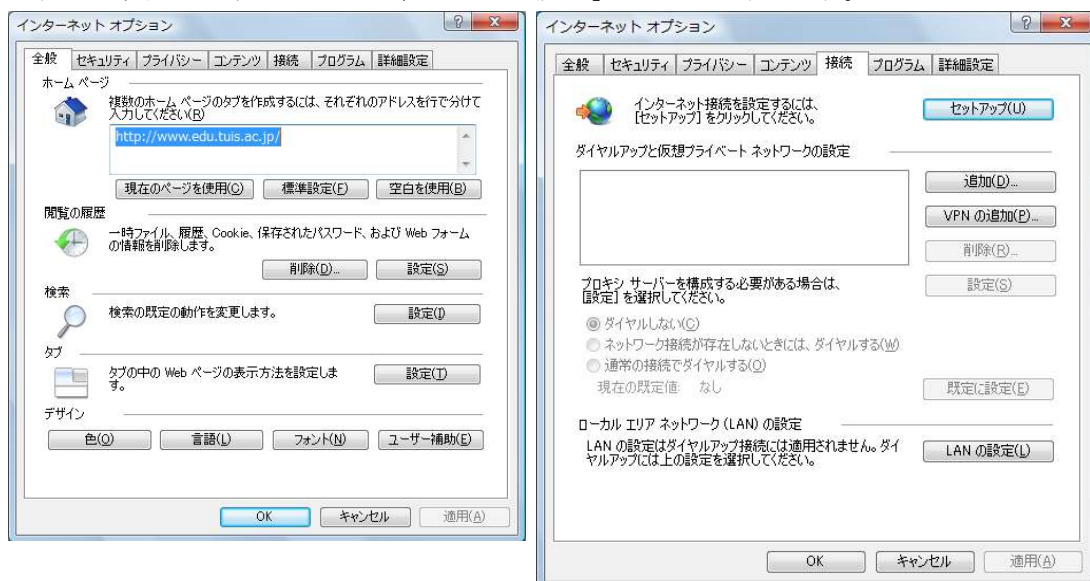 インターネット オプション
全般 セキュリティ プライバシー コンテンツ 接続 プログラム 詳細設定
ホーム ページ
複数のホーム ページのタブを作成するには、それぞれのアドレスを行で分けて
入力してください(R)
http://www.edu.tuis.ac.jp/
現在のページを使用(C) 標準設定(F) 空白を使用(B)
閲覧の履歴
一時ファイル、履歴、Cookie、保存されたパスワード、および Web フォーム
の情報を削除します。
削除(D)... 設定(S)
検索
検索の既定の動作を変更します。 設定(I)
タブ
タブの中の Web ページの表示方法を設定しま
す。
設定(T)
デザイン
色(O) 言語(L) フォント(N) ユーザー補助(E)
OK キャンセル 適用(A)
インターネット オプション
全般 セキュリティ プライバシー コンテンツ 接続 プログラム 詳細設定
インターネット接続を設定するには、
[セットアップ] をクリックしてください。
セットアップ(U)
ダイヤルアップと仮想プライベート ネットワークの設定
追加(D)...
VPN の追加(P)...
削除(R)...
プロキシ サーバーを構成する必要がある場合は、
[設定] を選択してください。
設定(S)
ダイヤルしない(C)
ネットワーク接続が存在しないときには、ダイヤルする(W)
通常の接続でダイヤルする(O)
現在の既定値: なし 既定に設定(E)
ローカル エリア ネットワーク (LAN) の設定
LAN の設定はダイヤルアップ接続には適用されません。ダイ
ヤルアップには上の設定を選択してください。
LAN の設定(L)
OK キャンセル 適用(A)